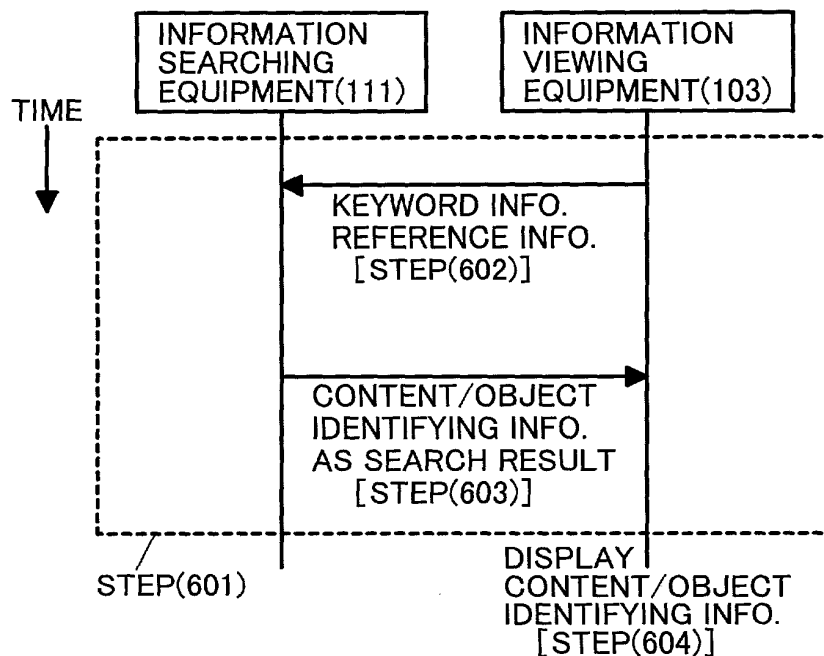 INFORMATION
SEARCHING
EQUIPMENT(111)
INFORMATION
VIEWING
EQUIPMENT(103)
TIME
KEYWORD INFO.
REFERENCE INFO.
[STEP(602)]
CONTENT/OBJECT
IDENTIFYING INFO.
AS SEARCH RESULT
[STEP(603)]
STEP(601)
DISPLAY
CONTENT/OBJECT
IDENTIFYING INFO.
[STEP(604)]